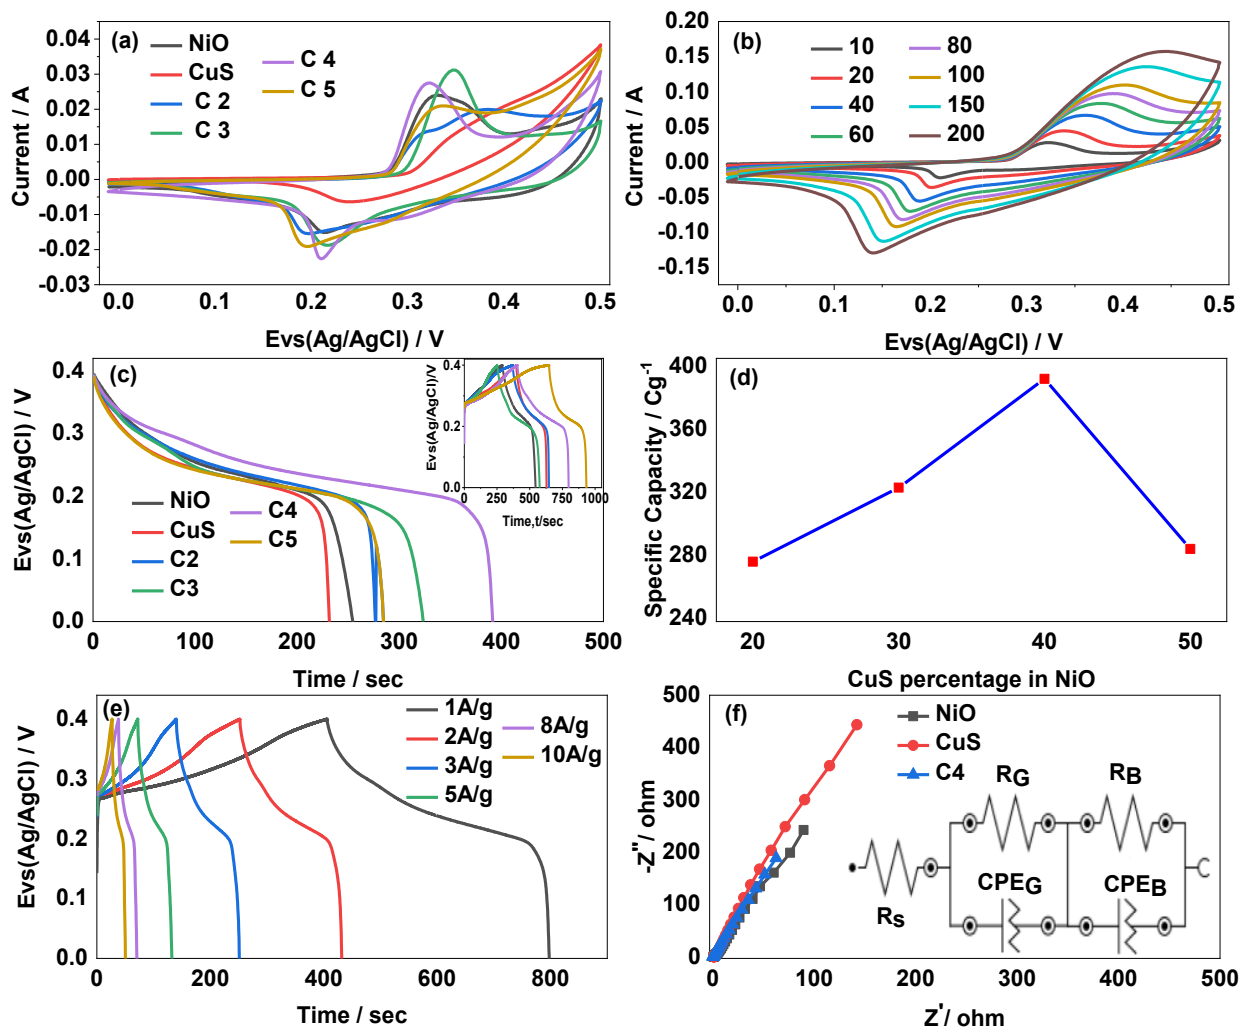 (a)
NiO
CuS
C 2
C 3
C 4
C 5
0.04
0.03
0.02
0.01
0.00
-0.01
-0.02
-0.03
Current / A
0.0 0.1 0.2 0.3 0.4 0.5
Evs(Ag/AgCl) / V
(b)
10
20
40
60
80
100
150
200
0.20
0.15
0.10
0.05
0.00
-0.05
-0.10
-0.15
Current / A
0.0 0.1 0.2 0.3 0.4 0.5
Evs(Ag/AgCl) / V
(c)
NiO
CuS
C2
C3
C4
C5
0.4
0.3
0.2
0.1
0.0
Evs(Ag/AgCl) / V
0 100 200 300 400 500
Time / sec
0.4
0.2
0.0
Evs(Ag/AgCl)/V
0 250 500 750 1000
Time,t/sec
(d)
400
360
320
280
240
Specific Capacity / Cg-1
20 30 40 50
CuS percentage in NiO
(e)
1A/g
2A/g
3A/g
5A/g
8A/g
10A/g
0.4
0.3
0.2
0.1
0.0
Evs(Ag/AgCl) / V
0 200 400 600 800
Time / sec
(f)
NiO
CuS
C4
500
400
300
200
100
0
-Z''/ ohm
0 100 200 300 400 500
Z'/ ohm
RG
RB
Rs
CPEG
CPEB